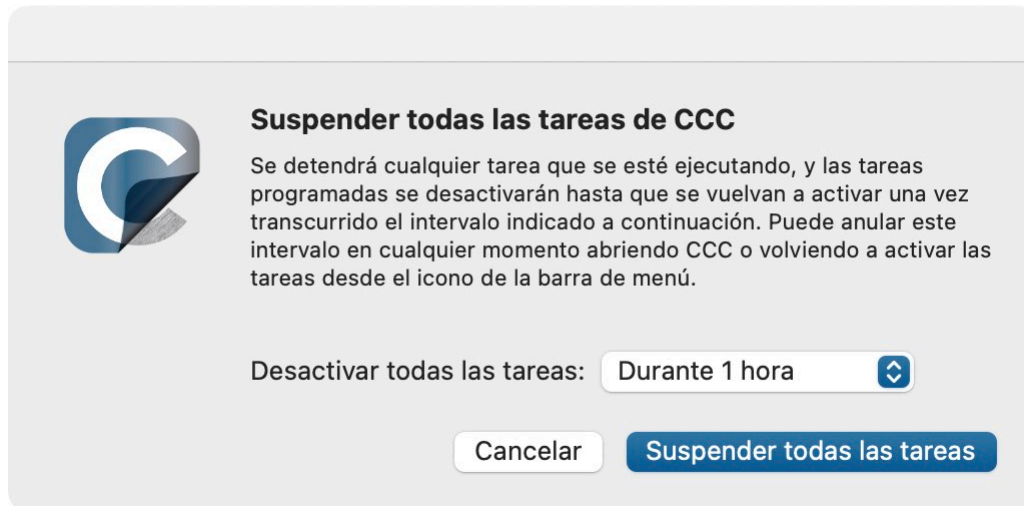 Suspender todas las tareas de CCC
Se detendrá cualquier tarea que se esté ejecutando, y las tareas
programadas se desactivarán hasta que se vuelvan a activar una vez
transcurrido el intervalo indicado a continuación. Puede anular este
intervalo en cualquier momento abriendo CCC o volviendo a activar las
tareas desde el icono de la barra de menú.
Desactivar todas las tareas: Durante 1 hora
Cancelar Suspender todas las tareas